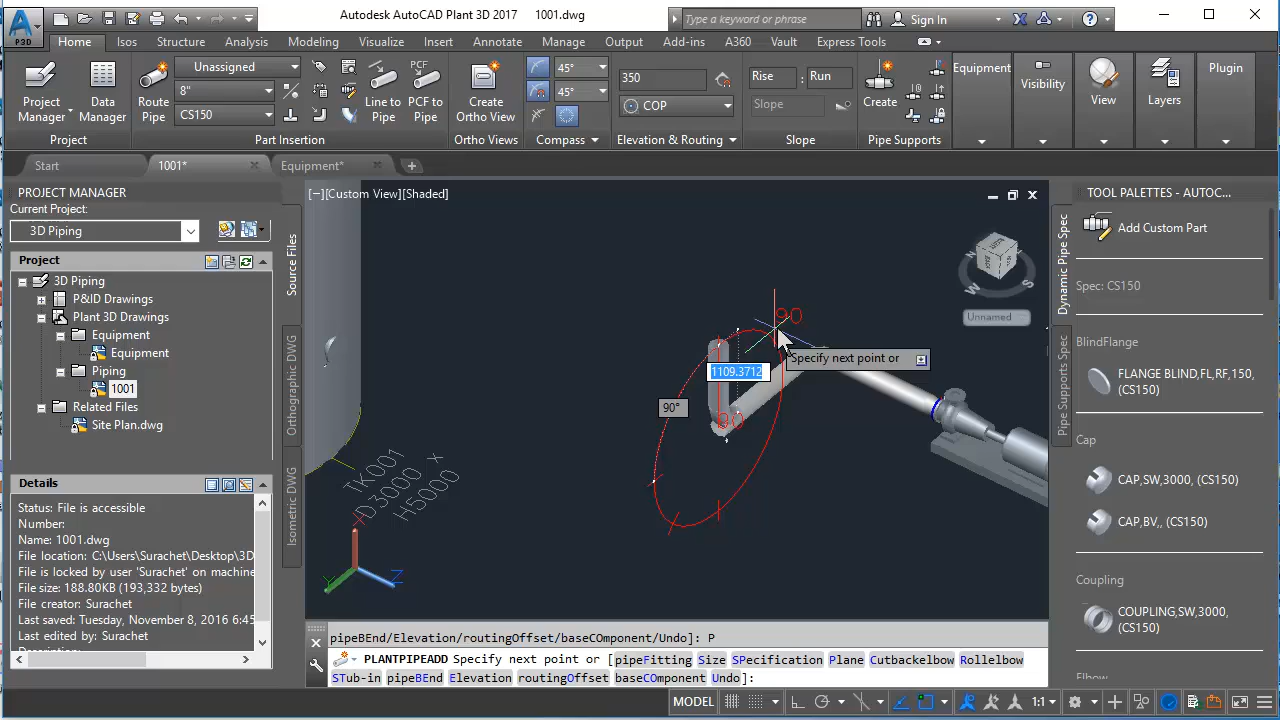 Autodesk AutoCAD Plant 3D 2017 1001.dwg
Type a keyword or phrase
Sign In
P3D
Home Isos Structure Analysis Modeling Visualize Insert Annotate Manage Output Add-ins A360 Vault Express Tools
Project
Manager
Data
Manager
Project
Route
Pipe
Unassigned
8"
CS150
Line to
Pipe
PCF
PCF to
Pipe
Part Insertion
Create
Ortho View
Ortho Views
45°
45°
Compass
350
COP
Elevation & Routing
Rise Run
Slope
Slope
Create
Pipe Supports
Equipment
Visibility
View
Layers
Plugin
Start 1001* Equipment*
PROJECT MANAGER
Current Project:
3D Piping
Project
3D Piping
P&ID Drawings
Plant 3D Drawings
Equipment
Equipment
Piping
1001
Related Files
Site Plan.dwg
Details
Status: File is accessible
Number:
Name: 1001.dwg
File location: C:\Users\Surachet\Desktop\3D
File is locked by user 'Surachet' on machine
File size: 188.80KB (193,332 bytes)
File creator: Surachet
Last saved: Tuesday, November 8, 2016 6:45
Last edited by: Surachet
Source Files
Orthographic DWG
Isometric DWG
[−][Custom View][Shaded]
W S
Unnamed
90
Specify next point or
1109.3712
90°
90
TK001
D3000 X
H5000
X
Y
Z
pipeBEnd/Elevation/routingOffset/baseCOmponent/Undo]: P
PLANTPIPEADD Specify next point or [pipeFitting Size SPecification Plane Cutbackelbow Rollelbow
STub-in pipeBEnd Elevation routingOffset baseCOmponent Undo]:
MODEL
1:1
TOOL PALETTES - AUTOC...
Dynamic Pipe Spec
Pipe Supports Spec
Add Custom Part
Spec: CS150
BlindFlange
FLANGE BLIND,FL,RF,150,
(CS150)
Cap
CAP,SW,3000, (CS150)
CAP,BV,, (CS150)
Coupling
COUPLING,SW,3000,
(CS150)